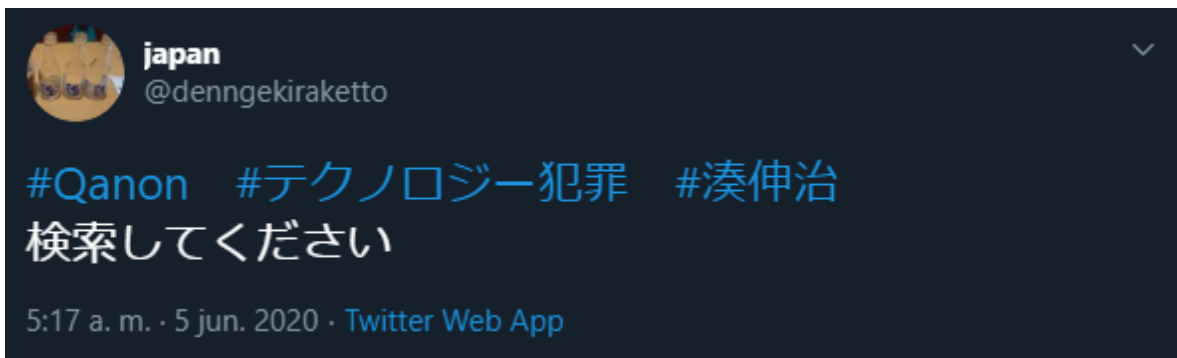 japan
@denngekiraketto
#Qanon　#テクノロジー犯罪　#湊伸治
検索してください
5:17 a. m. · 5 jun. 2020 · Twitter Web App